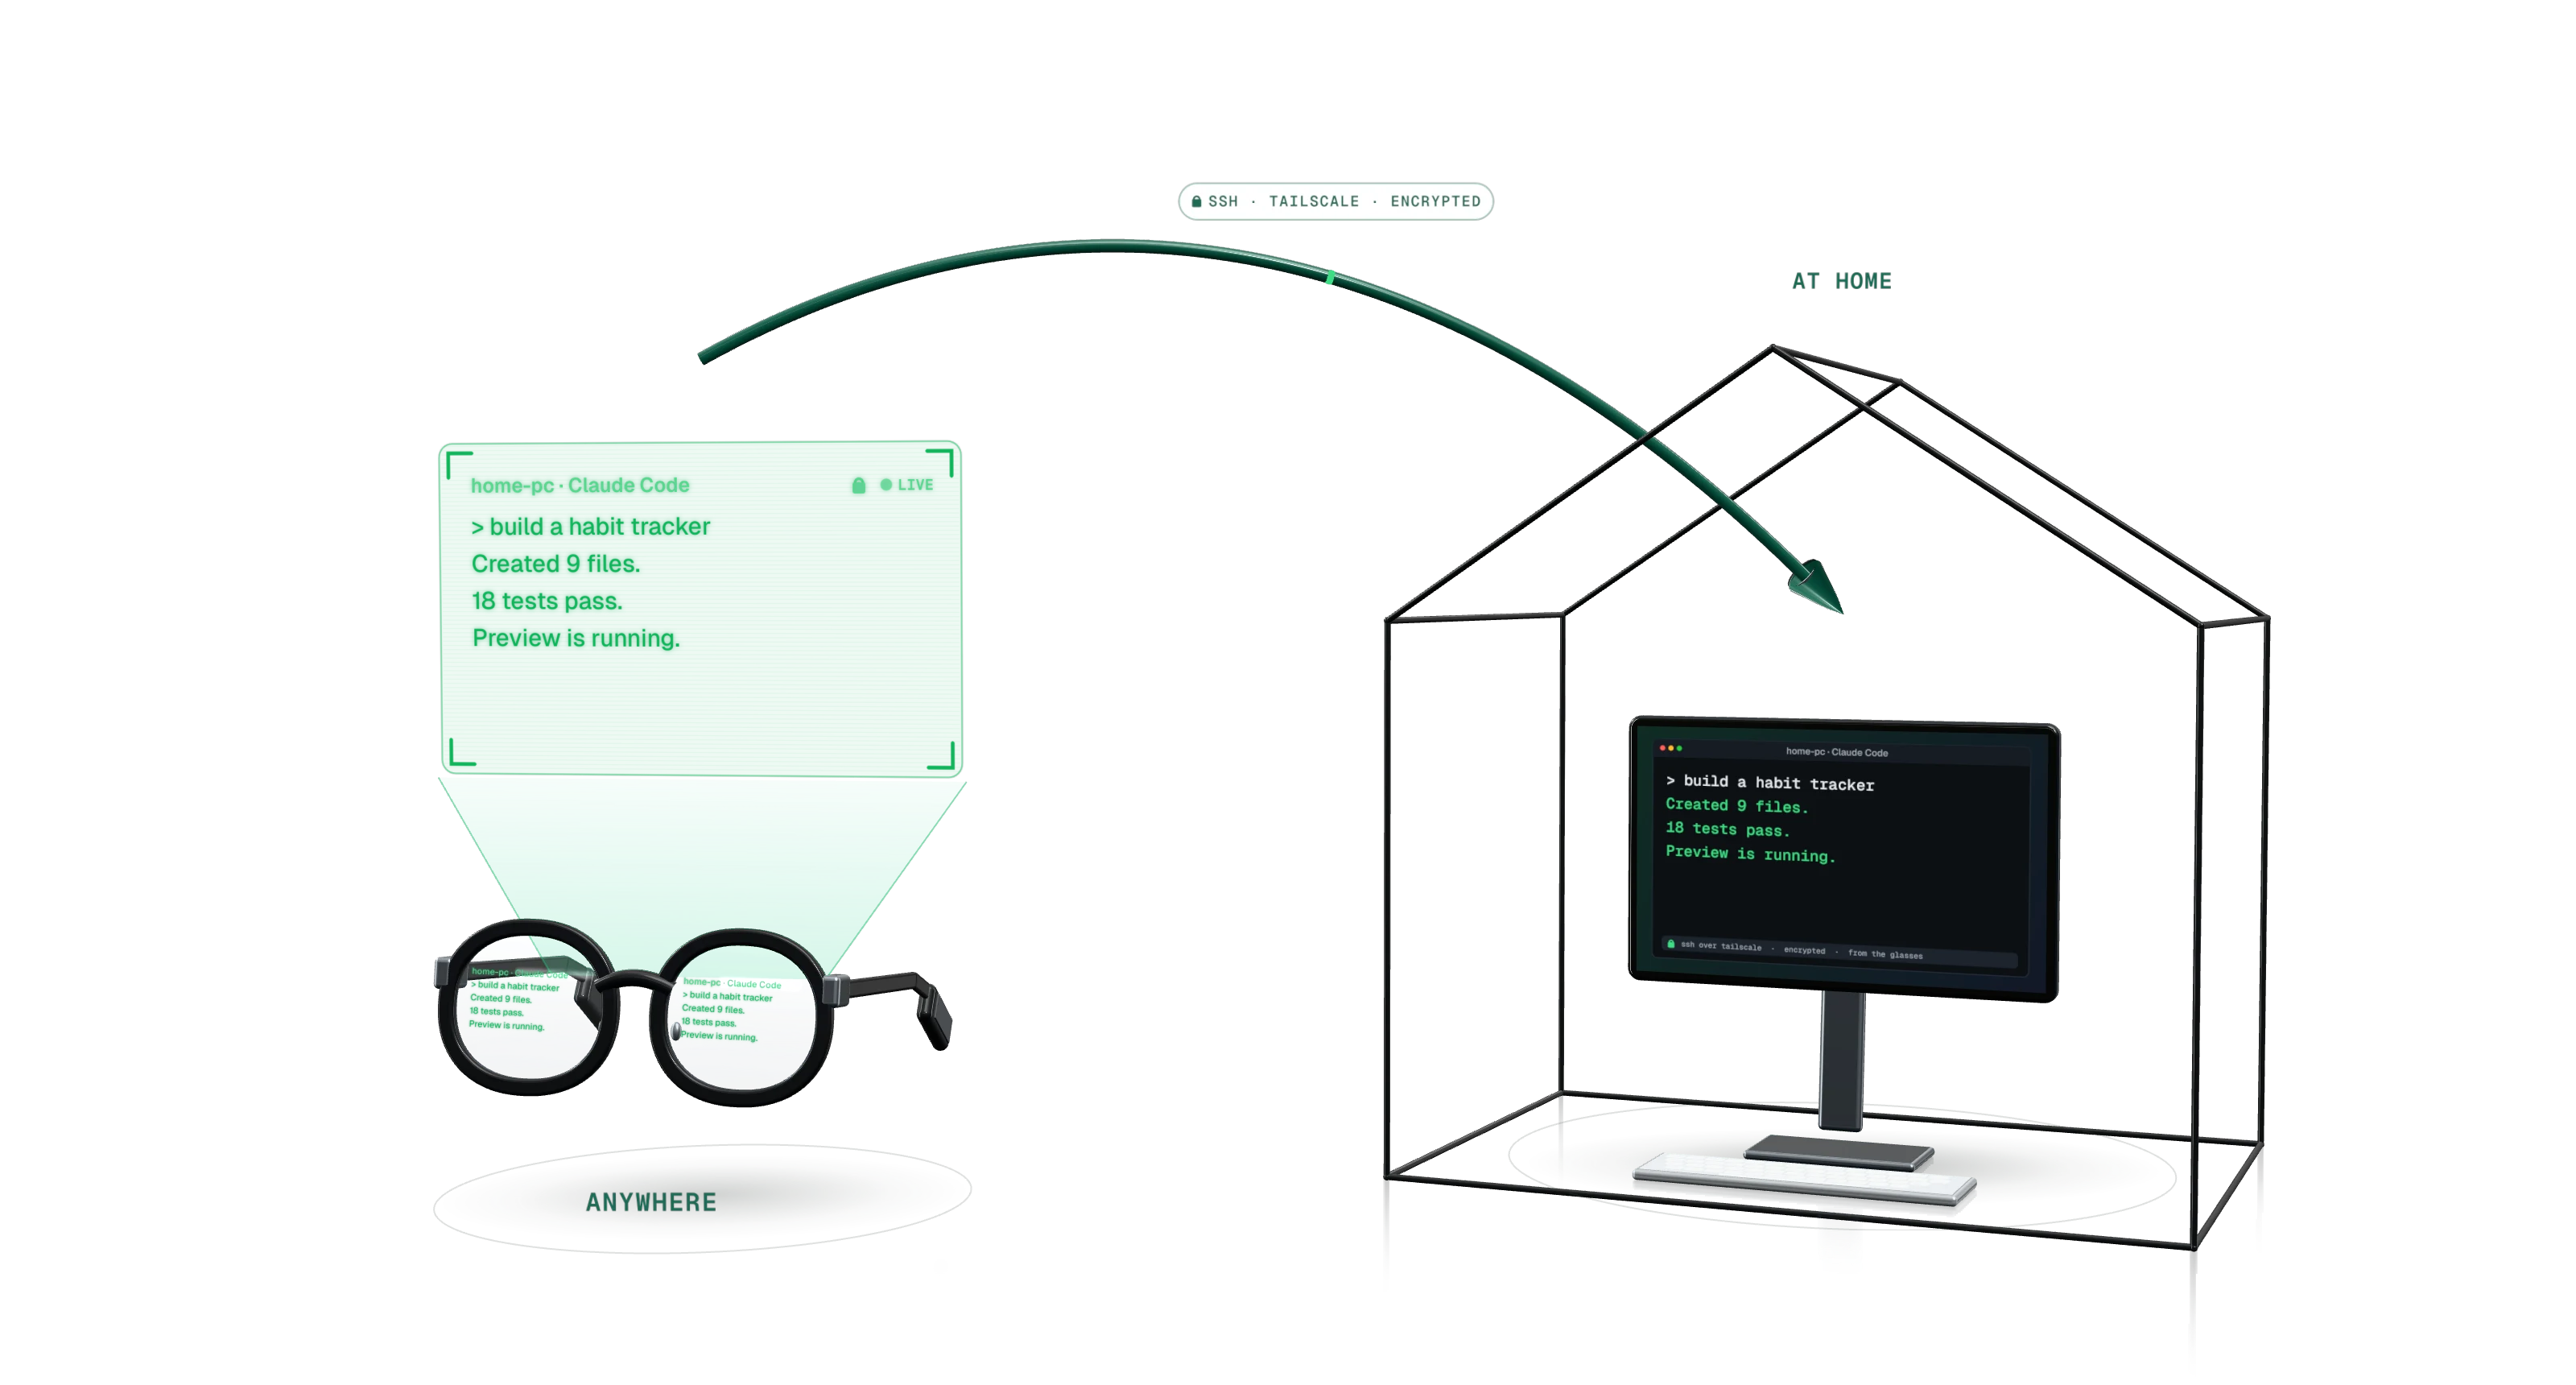 SSH · TAILSCALE · ENCRYPTED
AT HOME
home-pc · Claude Code
LIVE
> build a habit tracker
Created 9 files.
18 tests pass.
Preview is running.
home-pc · Claude Code
> build a habit tracker
Created 9 files.
18 tests pass.
Preview is running.
ssh over tailscale · encrypted · from the glasses
home-pc · Claude Code
> build a habit tracker
Created 9 files.
18 tests pass.
Preview is running.
home-pc · Claude Code
> build a habit tracker
Created 9 files.
18 tests pass.
Preview is running.
ANYWHERE